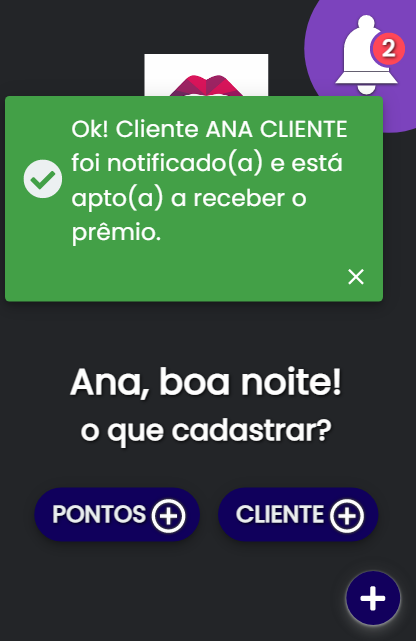 2
Ok! Cliente ANA CLIENTE
foi notificado(a) e está
apto(a) a receber o
prêmio.
Ana, boa noite!
o que cadastrar?
PONTOS
CLIENTE